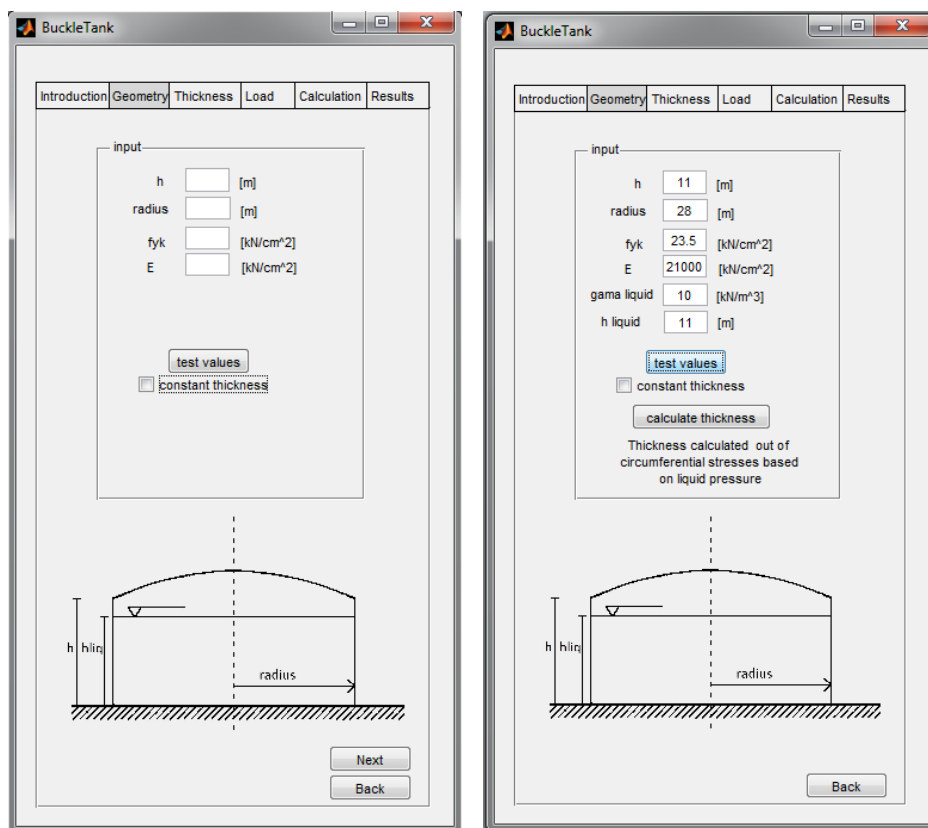 BuckleTank
Introduction Geometry Thickness Load Calculation Results
input
h [m]
radius [m]
fyk [kN/cm^2]
E [kN/cm^2]
test values
constant thickness
h hliq
radius
Next
Back
BuckleTank
Introduction Geometry Thickness Load Calculation Results
input
h 11 [m]
radius 28 [m]
fyk 23.5 [kN/cm^2]
E 21000 [kN/cm^2]
gama liquid 10 [kN/m^3]
h liquid 11 [m]
test values
constant thickness
calculate thickness
Thickness calculated out of
circumferential stresses based
on liquid pressure
h hliq
radius
Back